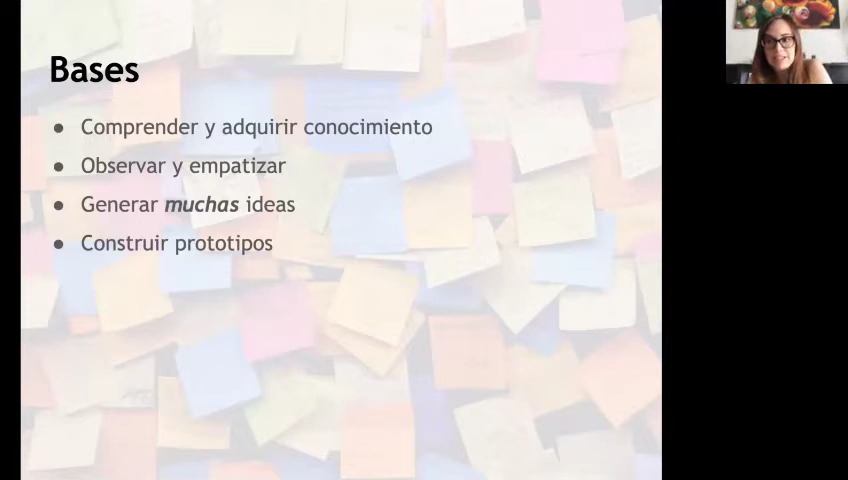 Bases
● Comprender y adquirir conocimiento
● Observar y empatizar
● Generar muchas ideas
● Construir prototipos